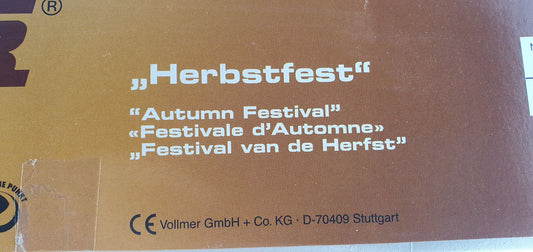 R®
„Herbstfest“
“Autumn Festival”
«Festivale d'Automne»
„Festival van de Herfst”
CE Vollmer GmbH + Co. KG · D-70409 Stuttgart